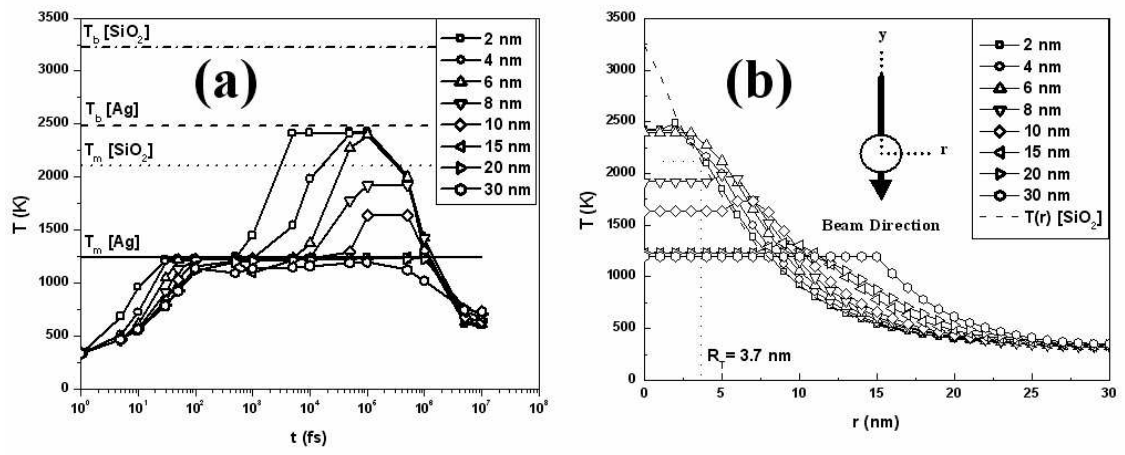 3500
3000
2500
2000
1500
1000
500
0
T (K)
T_b [SiO_2]
T_b [Ag]
T_m [SiO_2]
T_m [Ag]
(a)
2 nm
4 nm
6 nm
8 nm
10 nm
15 nm
20 nm
30 nm
10^0 10^1 10^2 10^3 10^4 10^5 10^6 10^7 10^8
t (fs)
3500
3000
2500
2000
1500
1000
500
0
T (K)
(b)
y
r
Beam Direction
R_T = 3.7 nm
2 nm
4 nm
6 nm
8 nm
10 nm
15 nm
20 nm
30 nm
T(r) [SiO_2]
0 5 10 15 20 25 30
r (nm)